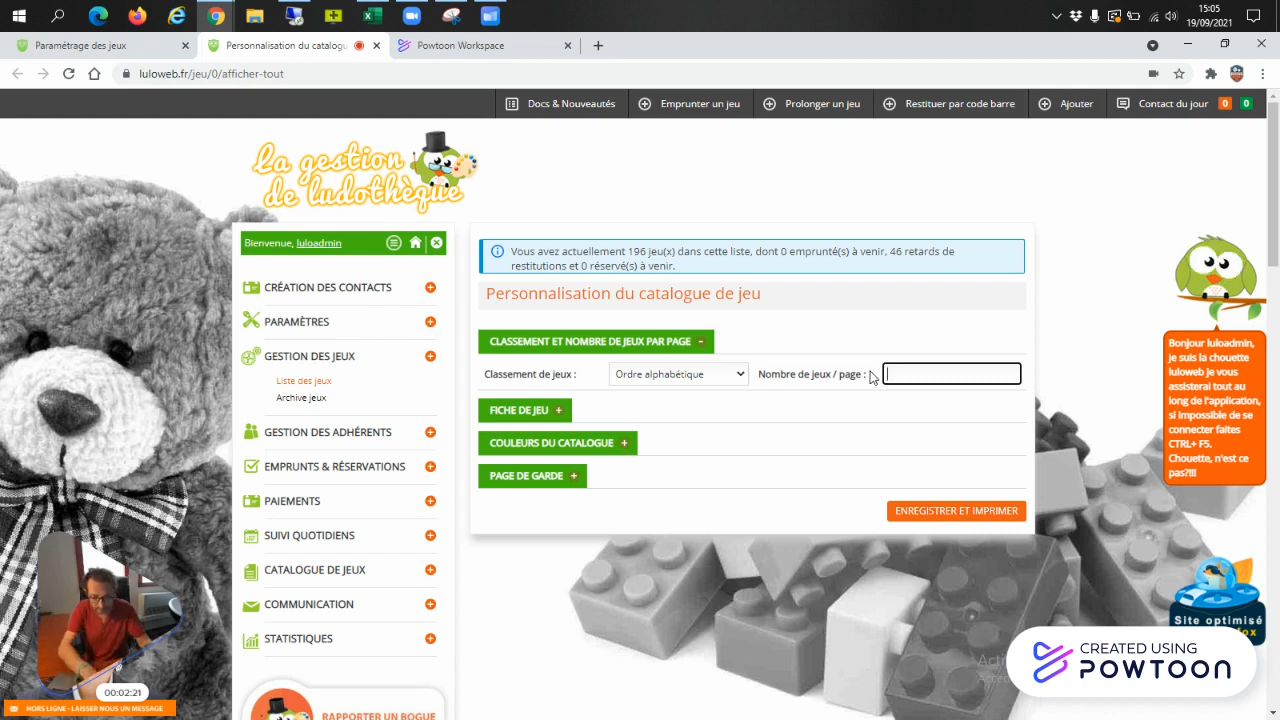 15:05
19/09/2021
Paramétrage des jeux
Personnalisation du catalogu
Powtoon Workspace
luloweb.fr/jeu/0/afficher-tout
Docs & Nouveautés
Emprunter un jeu
Prolonger un jeu
Restituer par code barre
Ajouter
Contact du jour 0 0
La gestion
de ludothèque
Bienvenue, luloadmin
CRÉATION DES CONTACTS
PARAMÈTRES
GESTION DES JEUX
Liste des jeux
Archive jeux
GESTION DES ADHÉRENTS
EMPRUNTS & RÉSERVATIONS
PAIEMENTS
SUIVI QUOTIDIENS
CATALOGUE DE JEUX
COMMUNICATION
STATISTIQUES
RAPPORTER UN BOGUE
Vous avez actuellement 196 jeu(x) dans cette liste, dont 0 emprunté(s) à venir, 46 retards de
restitutions et 0 réservé(s) à venir.
Personnalisation du catalogue de jeu
CLASSEMENT ET NOMBRE DE JEUX PAR PAGE -
Classement de jeux : Ordre alphabétique Nombre de jeux / page :
FICHE DE JEU +
COULEURS DU CATALOGUE +
PAGE DE GARDE +
ENREGISTRER ET IMPRIMER
Bonjour luloadmin,
je suis la chouette
luloweb je vous
assisterai tout au
long de l'application,
si impossible de se
connecter faites
CTRL+ F5.
Chouette, n'est ce
pas?!!!
Site optimisé
fox
00:02:21
HORS LIGNE - LAISSER NOUS UN MESSAGE
CREATED USING
POWTOON